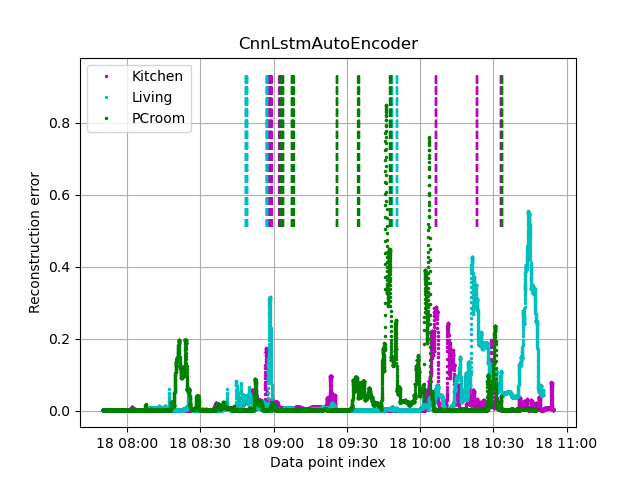 CnnLstmAutoEncoder
Kitchen
Living
PCroom
Reconstruction error
0.8
0.6
0.4
0.2
0.0
18 08:00 18 08:30 18 09:00 18 09:30 18 10:00 18 10:30 18 11:00
Data point index